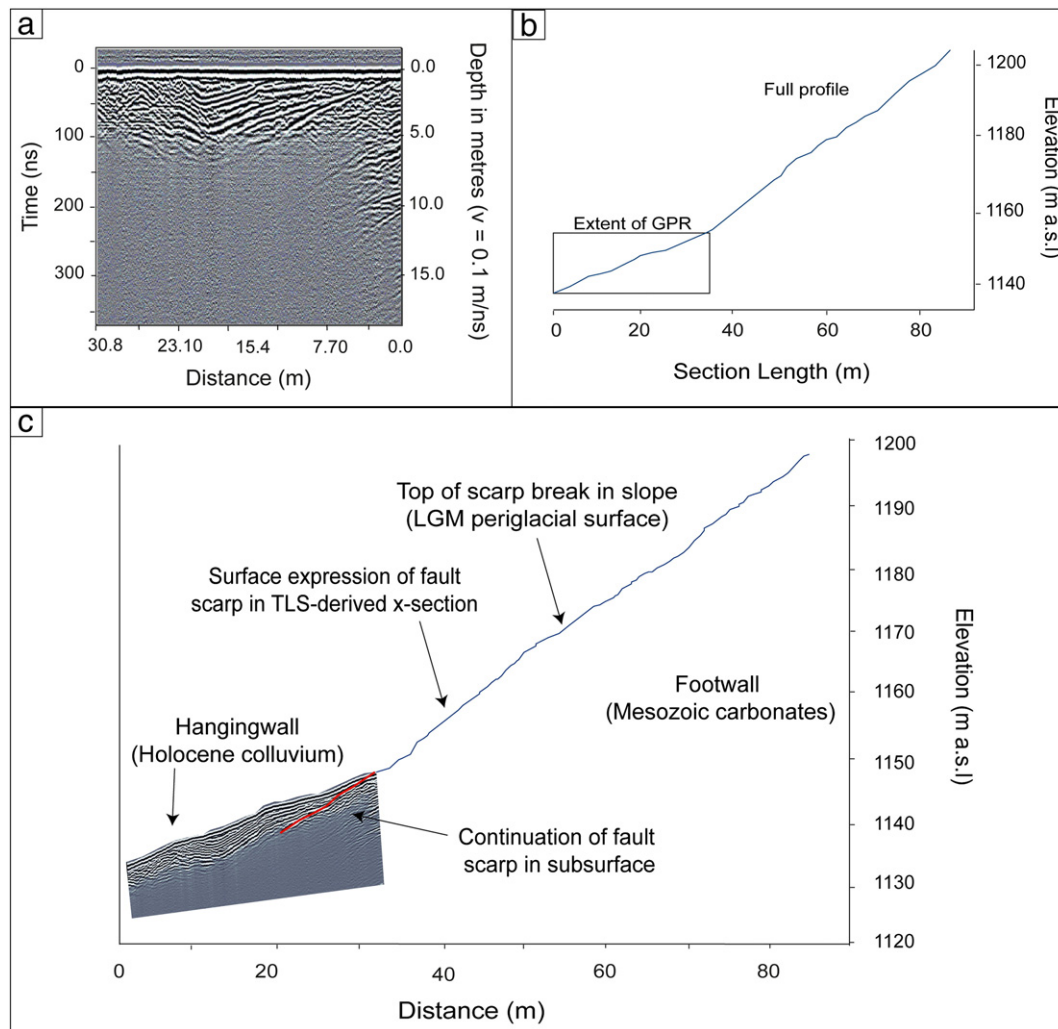 a
0
100
200
300
Time (ns)
0.0
5.0
10.0
15.0
Depth in metres (v = 0.1 m/ns)
30.8
23.10
15.4
7.70
0.0
Distance (m)
b
Full profile
Extent of GPR
1200
1180
1160
1140
Elevation
(m a.s.l)
0
20
40
60
80
Section Length (m)
c
Top of scarp break in slope
(LGM periglacial surface)
Surface expression of fault
scarp in TLS-derived x-section
Hangingwall
(Holocene colluvium)
Footwall
(Mesozoic carbonates)
Continuation of fault
scarp in subsurface
1200
1190
1180
1170
1160
1150
1140
1130
1120
Elevation (m a.s.l)
0
20
40
60
80
Distance (m)